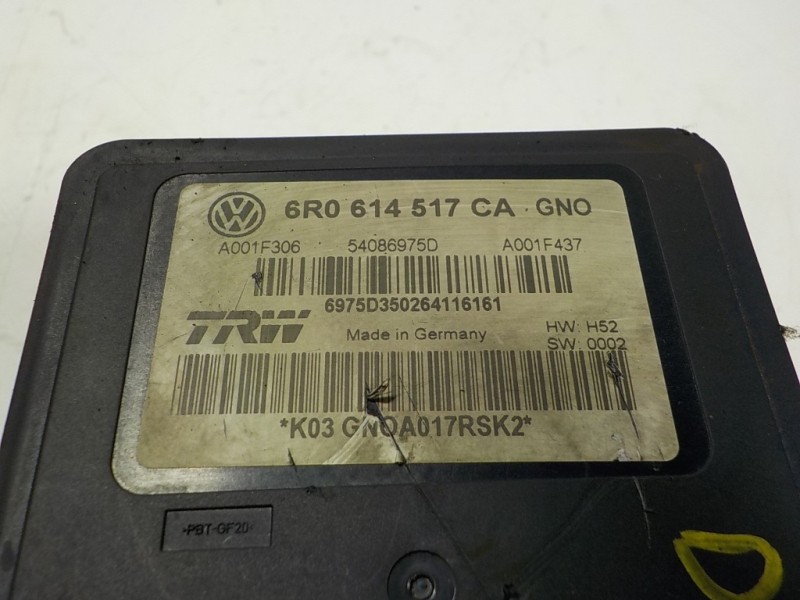 6R0 614 517 CA GNO
A001F306 54086975D A001F437
6975D350264116161
TRW Made in Germany HW: H52
SW: 0002
*K03 GNOA017RSK2*
>PBT-GF20<